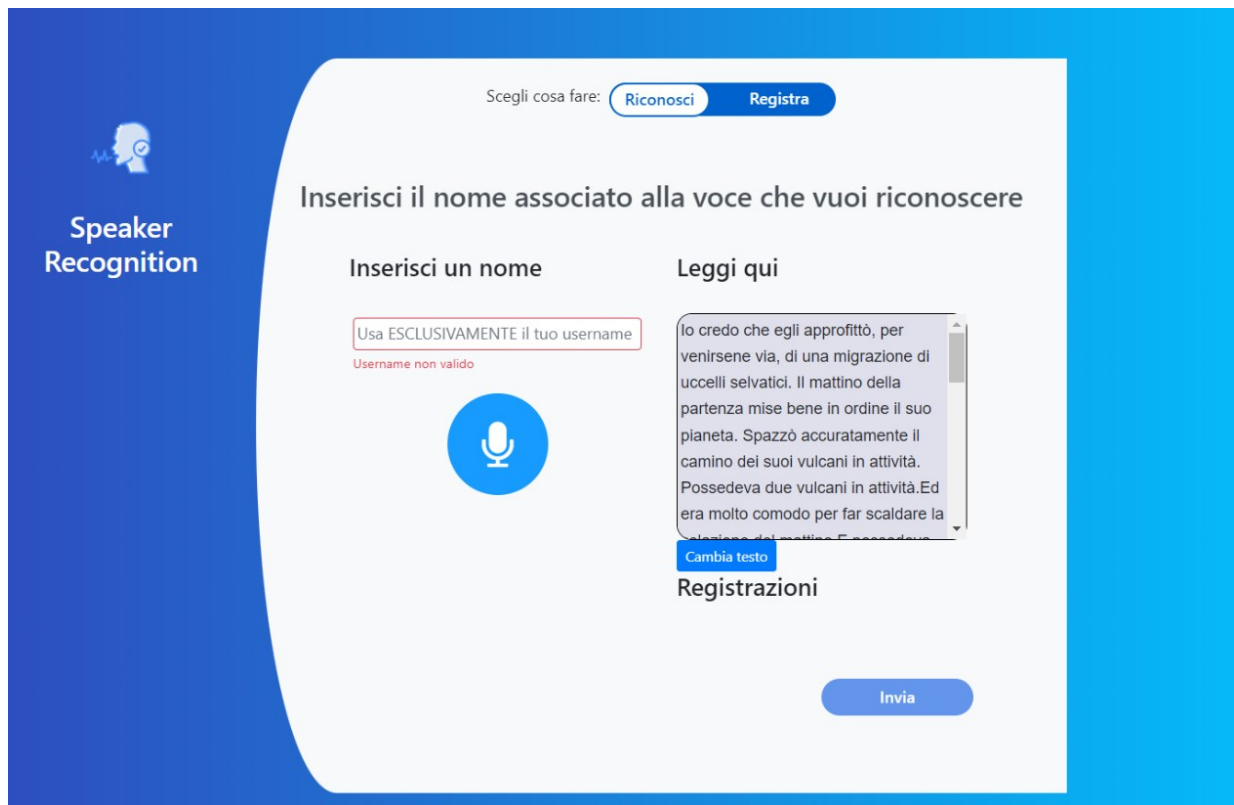 Scegli cosa fare: Riconosci Registra
Speaker
Recognition
Inserisci il nome associato alla voce che vuoi riconoscere
Inserisci un nome
Usa ESCLUSIVAMENTE il tuo username
Username non valido
Leggi qui
Io credo che egli approfittò, per
venirsene via, di una migrazione di
uccelli selvatici. Il mattino della
partenza mise bene in ordine il suo
pianeta. Spazzò accuratamente il
camino dei suoi vulcani in attività.
Possedeva due vulcani in attività.Ed
era molto comodo per far scaldare la
Cambia testo
Registrazioni
Invia